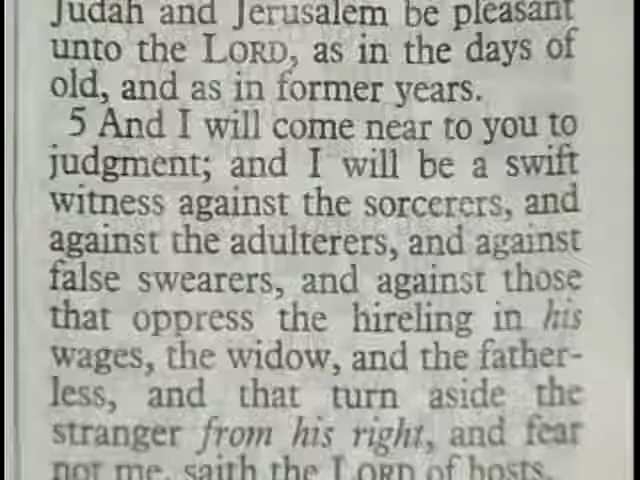 Judah and Jerusalem be pleasant
unto the LORD, as in the days of
old, and as in former years.
5 And I will come near to you to
judgment; and I will be a swift
witness against the sorcerers, and
against the adulterers, and against
false swearers, and against those
that oppress the hireling in his
wages, the widow, and the father-
less, and that turn aside the
stranger from his right, and fear
not me, saith the LORD of hosts.